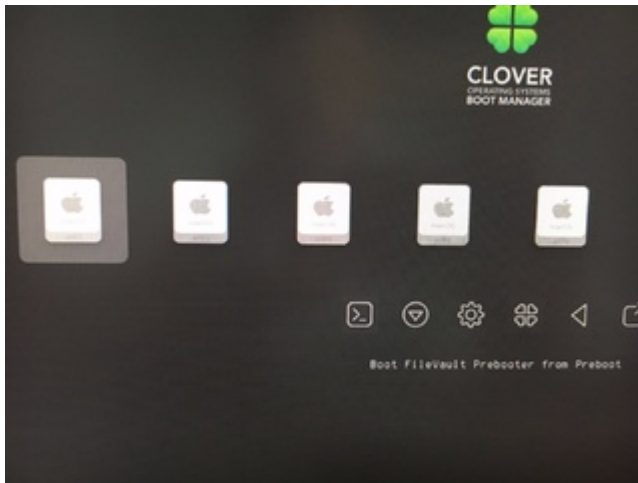 CLOVER
OPERATING SYSTEMS
BOOT MANAGER
Boot FileVault Prebooter from Preboot